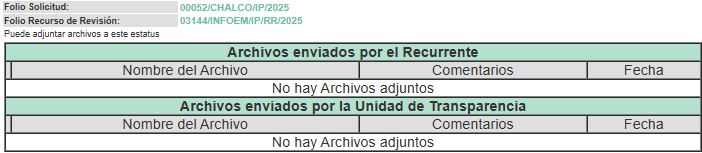 Folio Solicitud: 00052/CHALCO/IP/2025
Folio Recurso de Revisión: 03144/INFOEM/IP/RR/2025
Puede adjuntar archivos a este estatus
Archivos enviados por el Recurrente
Nombre del Archivo Comentarios Fecha
No hay Archivos adjuntos
Archivos enviados por la Unidad de Transparencia
Nombre del Archivo Comentarios Fecha
No hay Archivos adjuntos